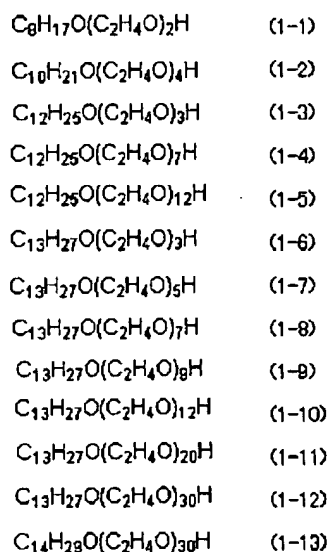 C₈H₁₇O(C₂H₄O)₂H (1-1)
C₁₀H₂₁O(C₂H₄O)₄H (1-2)
C₁₂H₂₅O(C₂H₄O)₃H (1-3)
C₁₂H₂₅O(C₂H₄O)₇H (1-4)
C₁₂H₂₅O(C₂H₄O)₁₂H (1-5)
C₁₃H₂₇O(C₂H₄O)₃H (1-6)
C₁₃H₂₇O(C₂H₄O)₅H (1-7)
C₁₃H₂₇O(C₂H₄O)₇H (1-8)
C₁₃H₂₇O(C₂H₄O)₉H (1-9)
C₁₃H₂₇O(C₂H₄O)₁₂H (1-10)
C₁₃H₂₇O(C₂H₄O)₂₀H (1-11)
C₁₃H₂₇O(C₂H₄O)₃₀H (1-12)
C₁₄H₂₉O(C₂H₄O)₃₀H (1-13)